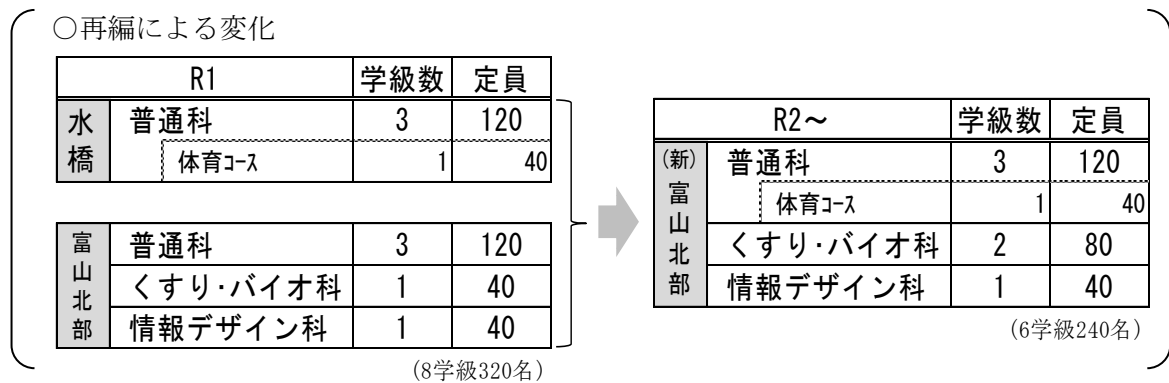 ○再編による変化
R1 学級数 定員
水橋 普通科 3 120
体育ｺｰｽ 1 40
富山北部 普通科 3 120
くすり・バイオ科 1 40
情報デザイン科 1 40
(8学級320名)
R2～ 学級数 定員
(新)富山北部 普通科 3 120
体育ｺｰｽ 1 40
くすり・バイオ科 2 80
情報デザイン科 1 40
(6学級240名)